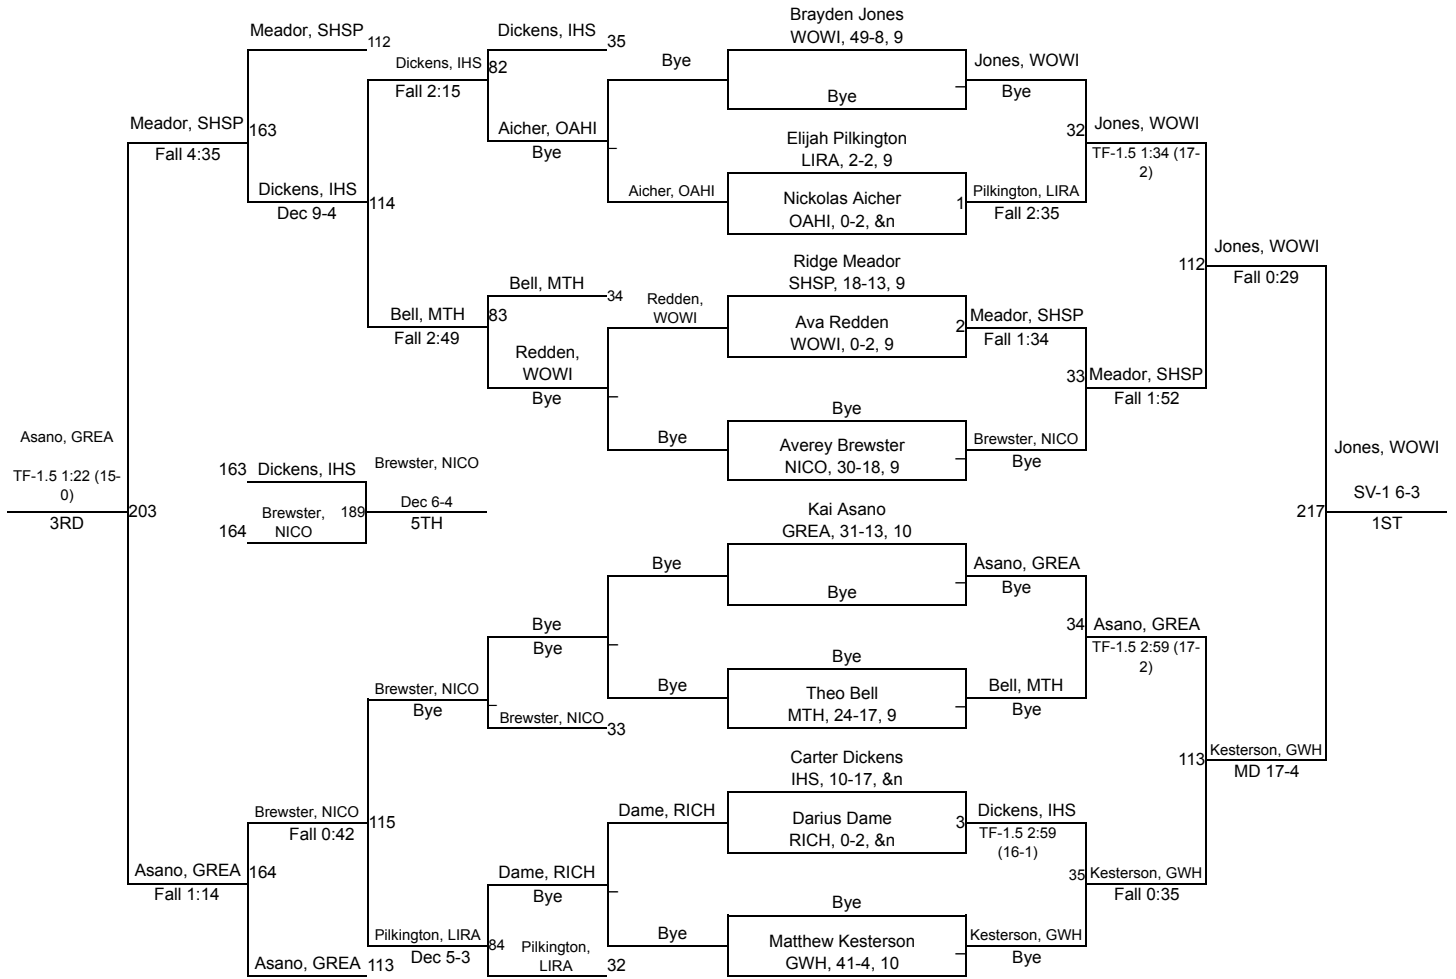 Meador, SHSP
112
Dickens, IHS
35
Brayden Jones
WOWI, 49-8, 9
Dickens, IHS
82
Fall 2:15
Bye
Bye
_
Jones, WOWI
Bye
Meador, SHSP
163
Fall 4:35
Aicher, OAHI
Bye
_
Elijah Pilkington
LIRA, 2-2, 9
32
Jones, WOWI
TF-1.5 1:34 (17-
2)
Dickens, IHS
Dec 9-4
114
Aicher, OAHI
Nickolas Aicher
OAHI, 0-2, &n
1
Pilkington, LIRA
Fall 2:35
Ridge Meador
SHSP, 18-13, 9
112
Jones, WOWI
Fall 0:29
Bell, MTH
34
Redden,
WOWI
Bell, MTH
83
Fall 2:49
Ava Redden
WOWI, 0-2, 9
2
Meador, SHSP
Fall 1:34
Redden,
WOWI
Bye
_
33
Meador, SHSP
Fall 1:52
Bye
Bye
Averey Brewster
NICO, 30-18, 9
_
Brewster, NICO
Bye
Asano, GREA
TF-1.5 1:22 (15-
0)
3RD
203
163
Dickens, IHS
Brewster, NICO
164
Brewster,
NICO
189
Dec 6-4
5TH
Jones, WOWI
217
SV-1 6-3
1ST
Kai Asano
GREA, 31-13, 10
Bye
Bye
_
Asano, GREA
Bye
Bye
Bye
_
34
Asano, GREA
TF-1.5 2:59 (17-
2)
Bye
Bye
Theo Bell
MTH, 24-17, 9
_
Bell, MTH
Bye
Brewster, NICO
Bye
_
Brewster, NICO
33
Carter Dickens
IHS, 10-17, &n
113
Kesterson, GWH
MD 17-4
Brewster, NICO
Fall 0:42
115
Dame, RICH
Darius Dame
RICH, 0-2, &n
3
Dickens, IHS
TF-1.5 2:59
(16-1)
Asano, GREA
164
Fall 1:14
Dame, RICH
Bye
_
35
Kesterson, GWH
Fall 0:35
Bye
Bye
Matthew Kesterson
GWH, 41-4, 10
_
Kesterson, GWH
Bye
Pilkington, LIRA
84
Dec 5-3
Pilkington,
LIRA
32
Asano, GREA
113